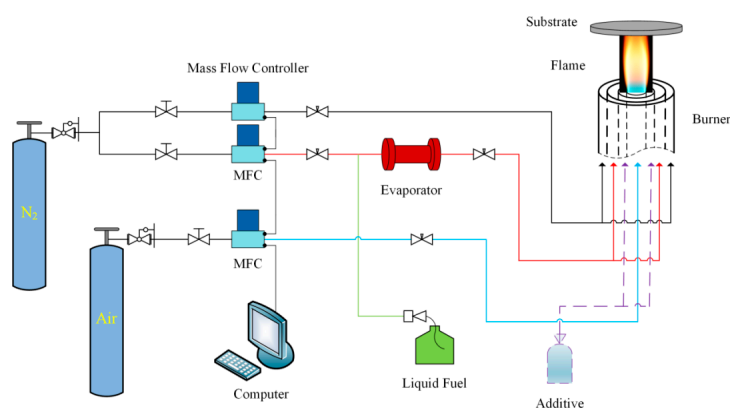 Substrate
Flame
Mass Flow Controller
Burner
MFC
Evaporator
N₂
MFC
Air
Computer
Liquid Fuel
Additive